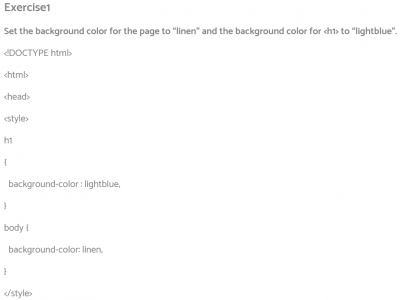 Exercise1
Set the background color for the page to “linen” and the background color for <h1> to “lightblue”.
<!DOCTYPE html>
<html>
<head>
<style>
h1
{
background-color : lightblue,
}
body {
background-color: linen,
}
</style>